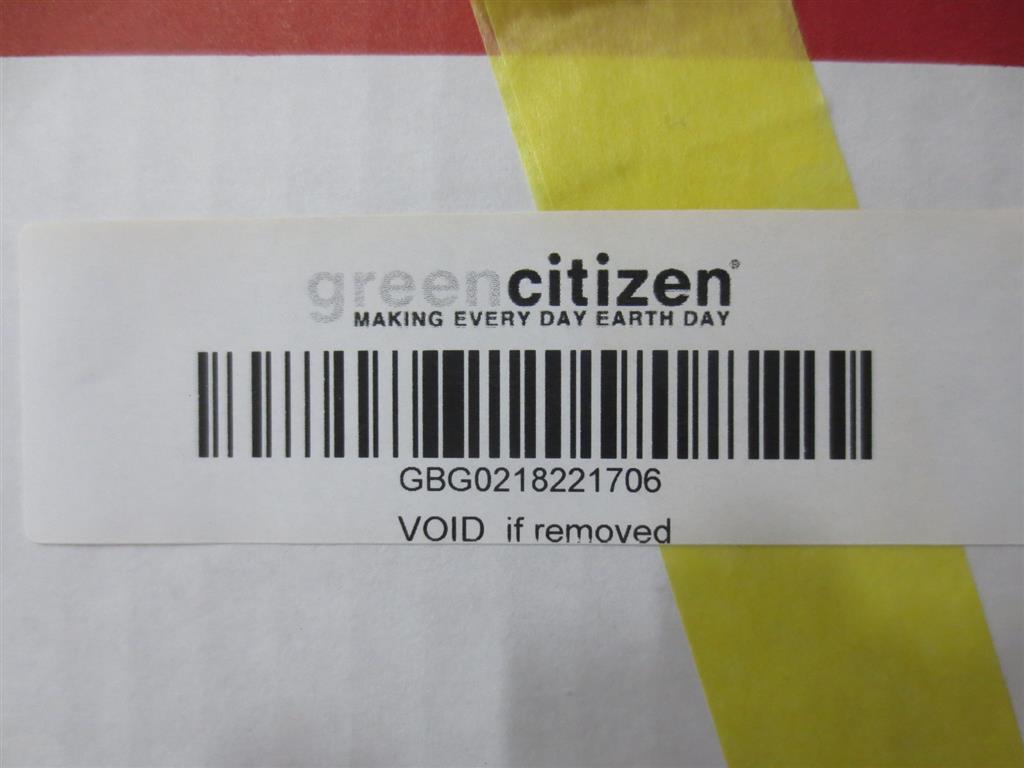 greencitizen®
MAKING EVERY DAY EARTH DAY
GBG0218221706
VOID if removed